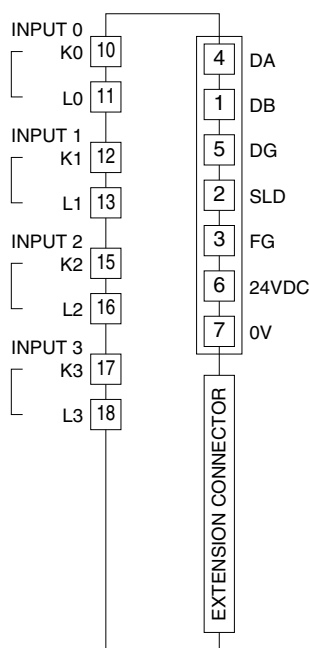 INPUT 0
K0 10
L0 11
INPUT 1
K1 12
L1 13
INPUT 2
K2 15
L2 16
INPUT 3
K3 17
L3 18
4 DA
1 DB
5 DG
2 SLD
3 FG
6 24VDC
7 0V
EXTENSION CONNECTOR